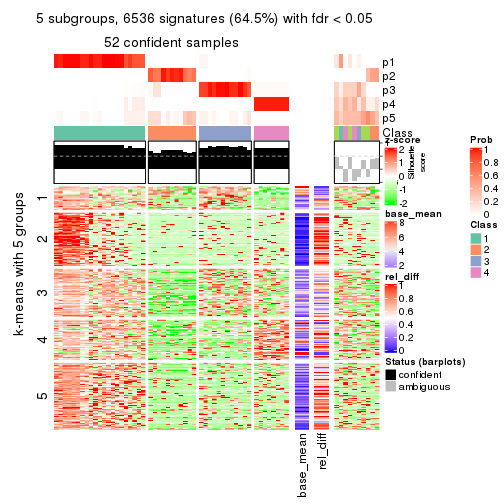 5 subgroups, 6536 signatures (64.5%) with fdr < 0.05
52 confident samples
p1
p2
p3
p4
p5
Class
k-means with 5 groups
1
2
3
4
5
base_mean
rel_diff
Silhouette
score
z-score
2
1
0
-1
-2
base_mean
8
6
4
2
rel_diff
1
0.8
0.6
0.4
0.2
0
Status (barplots)
confident
ambiguous
Prob
1
0.8
0.6
0.4
0.2
0
Class
1
2
3
4